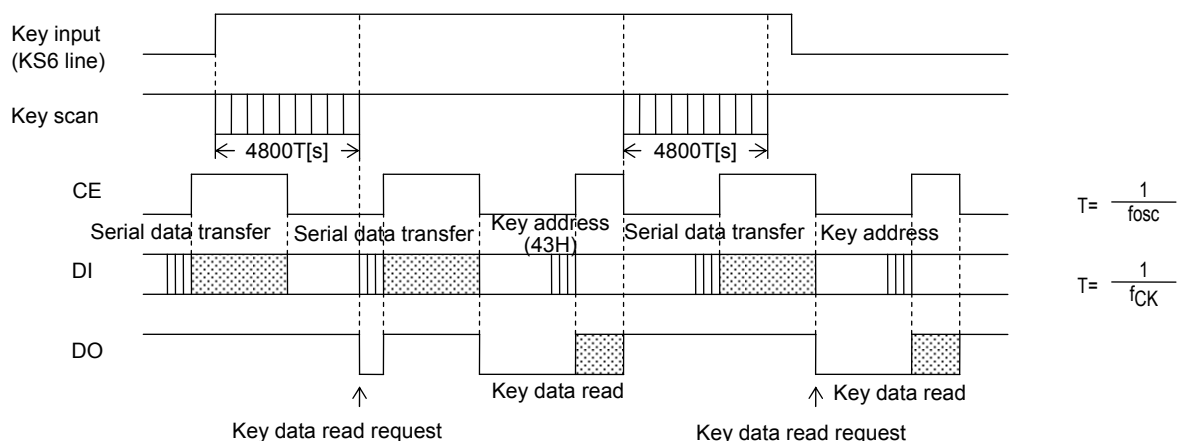 Key input
(KS6 line)
Key scan
4800T[s] 4800T[s]
CE
Serial data transfer Serial data transfer Key address
(43H) Serial data transfer Key address
DI
DO
Key data read Key data read
Key data read request Key data read request
T= 1
fosc
T= 1
fCK